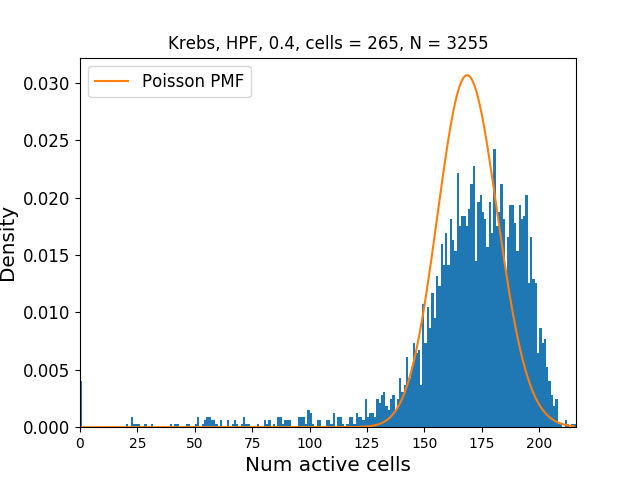 Krebs, HPF, 0.4, cells = 265, N = 3255
Poisson PMF
Density
0.030
0.025
0.020
0.015
0.010
0.005
0.000
0 25 50 75 100 125 150 175 200
Num active cells